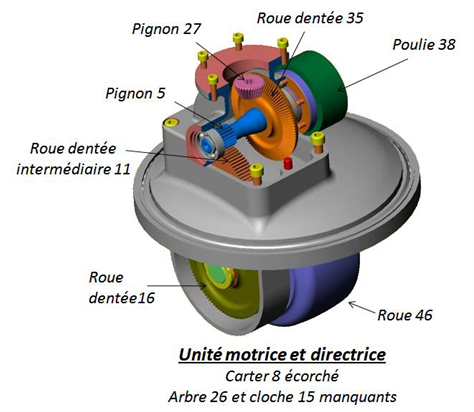 Pignon 27
Roue dentée 35
Poulie 38
Pignon 5
Roue dentée
intermédiaire 11
Roue
dentée16
Roue 46
Unité motrice et directrice
Carter 8 écorché
Arbre 26 et cloche 15 manquants